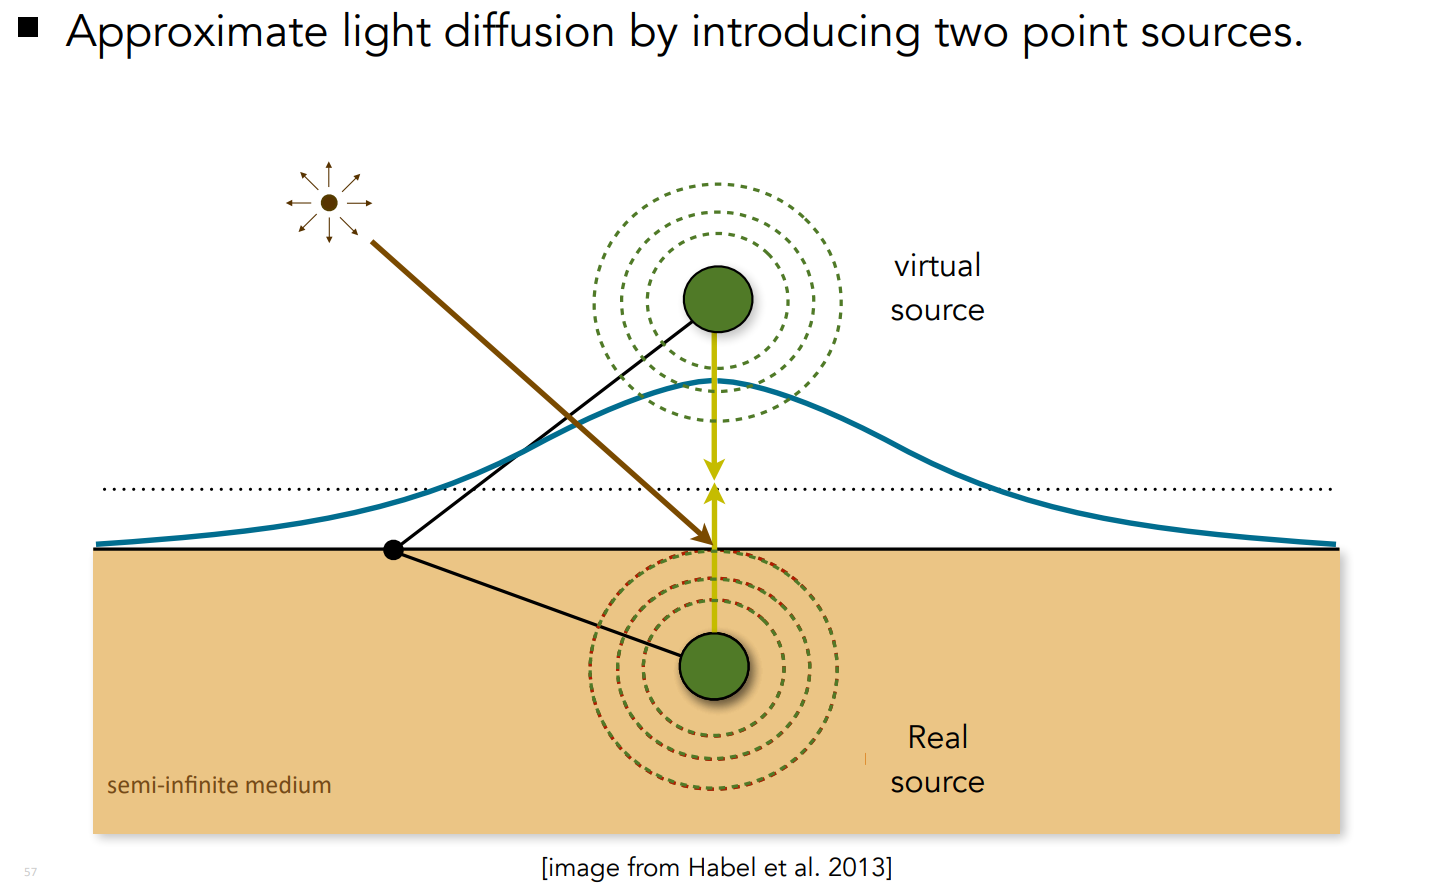 Approximate light diffusion by introducing two point sources.
virtual
source
Real
source
semi-infinite medium
[image from Habel et al. 2013]
57